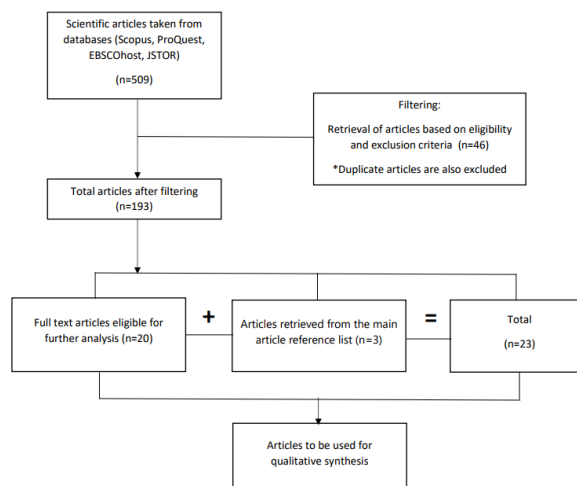 Scientific articles taken from
databases (Scopus, ProQuest,
EBSCOhost, JSTOR)
(n=509)
Filtering:
Retrieval of articles based on eligibility
and exclusion criteria (n=46)
*Duplicate articles are also excluded
Total articles after filtering
(n=193)
Full text articles eligible for
further analysis (n=20)
+
Articles retrieved from the main
article reference list (n=3)
=
Total
(n=23)
Articles to be used for
qualitative synthesis